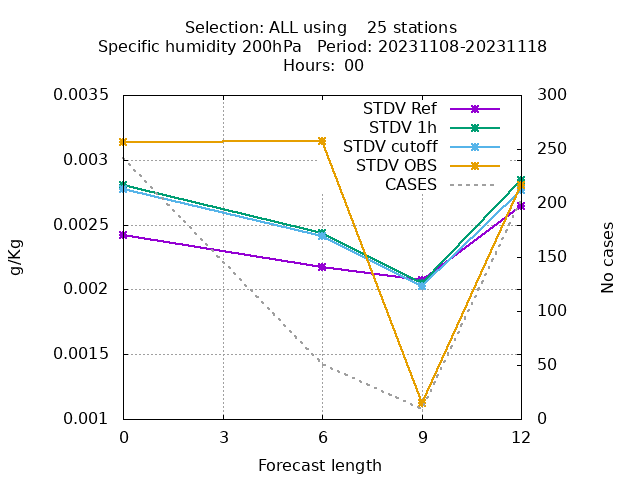 Selection: ALL using    25 stations
Specific humidity 200hPa   Period: 20231108-20231118
Hours:  00
0.0035
0.003
0.0025
0.002
0.0015
0.001
300
250
200
150
100
50
0
STDV Ref
STDV 1h
STDV cutoff
STDV OBS
CASES
g/Kg
No cases
0 3 6 9 12
Forecast length